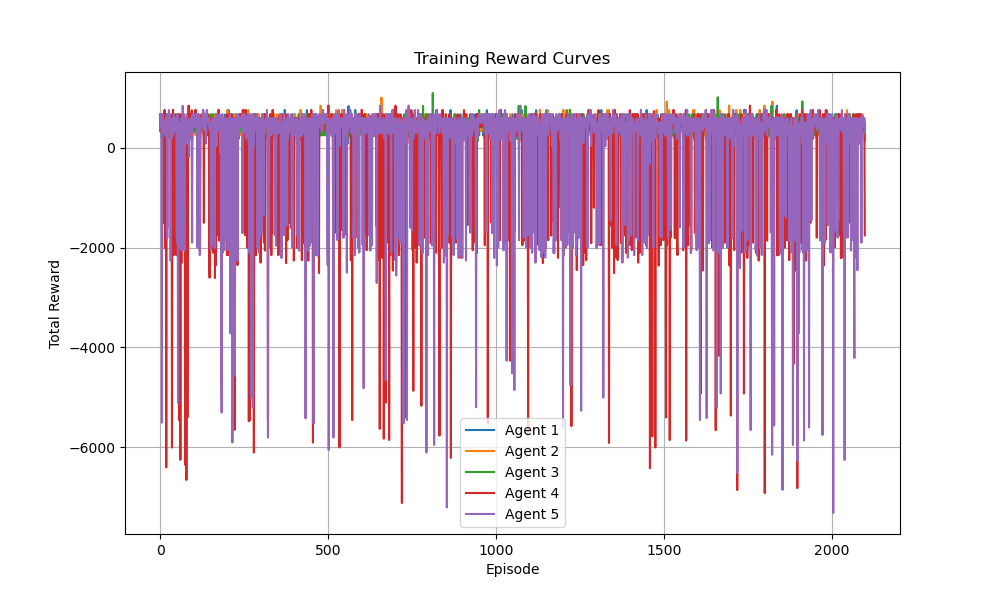 Training Reward Curves
Total Reward
0
−2000
−4000
−6000
Agent 1
Agent 2
Agent 3
Agent 4
Agent 5
0 500 1000 1500 2000
Episode